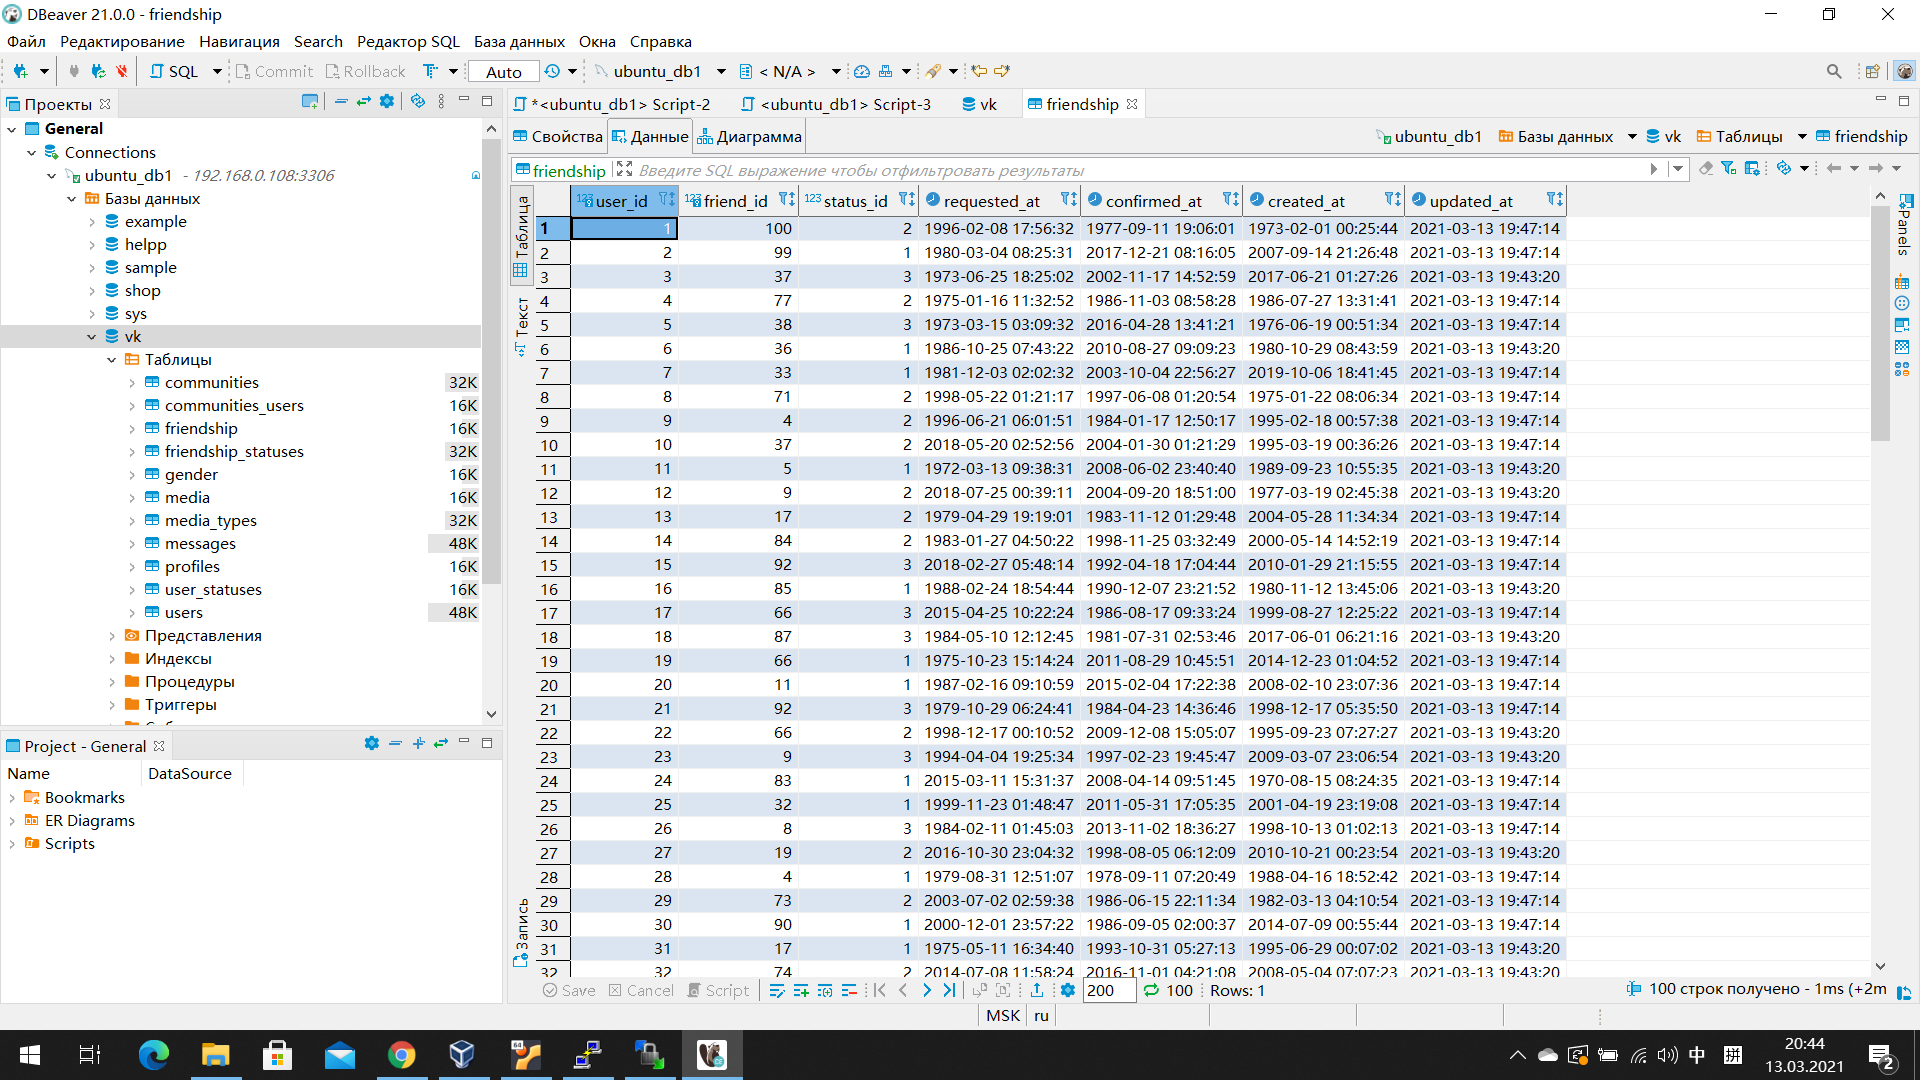 DBeaver 21.0.0 - friendship
Файл Редактирование Навигация Search Редактор SQL База данных Окна Справка
SQL Commit Rollback Auto ubuntu_db1 < N/A >
Проекты
General
Connections
ubuntu_db1 - 192.168.0.108:3306
Базы данных
example
helpp
sample
shop
sys
vk
Таблицы
communities 32K
communities_users 16K
friendship 16K
friendship_statuses 32K
gender 16K
media 16K
media_types 32K
messages 48K
profiles 16K
user_statuses 16K
users 48K
Представления
Индексы
Процедуры
Триггеры
Project - General
Name DataSource
Bookmarks
ER Diagrams
Scripts
*<ubuntu_db1> Script-2 <ubuntu_db1> Script-3 vk friendship
Свойства Данные Диаграмма ubuntu_db1 Базы данных vk Таблицы friendship
friendship Введите SQL выражение чтобы отфильтровать результаты
Таблица
Текст
Запись
Panels
123 user_id 123 friend_id 123 status_id requested_at confirmed_at created_at updated_at
1 1 100 2 1996-02-08 17:56:32 1977-09-11 19:06:01 1973-02-01 00:25:44 2021-03-13 19:47:14
2 2 99 1 1980-03-04 08:25:31 2017-12-21 08:16:05 2007-09-14 21:26:48 2021-03-13 19:47:14
3 3 37 3 1973-06-25 18:25:02 2002-11-17 14:52:59 2017-06-21 01:27:26 2021-03-13 19:43:20
4 4 77 2 1975-01-16 11:32:52 1986-11-03 08:58:28 1986-07-27 13:31:41 2021-03-13 19:47:14
5 5 38 3 1973-03-15 03:09:32 2016-04-28 13:41:21 1976-06-19 00:51:34 2021-03-13 19:47:14
6 6 36 1 1986-10-25 07:43:22 2010-08-27 09:09:23 1980-10-29 08:43:59 2021-03-13 19:43:20
7 7 33 1 1981-12-03 02:02:32 2003-10-04 22:56:27 2019-10-06 18:41:45 2021-03-13 19:47:14
8 8 71 2 1998-05-22 01:21:17 1997-06-08 01:20:54 1975-01-22 08:06:34 2021-03-13 19:47:14
9 9 4 2 1996-06-21 06:01:51 1984-01-17 12:50:17 1995-02-18 00:57:38 2021-03-13 19:47:14
10 10 37 2 2018-05-20 02:52:56 2004-01-30 01:21:29 1995-03-19 00:36:26 2021-03-13 19:47:14
11 11 5 1 1972-03-13 09:38:31 2008-06-02 23:40:40 1989-09-23 10:55:35 2021-03-13 19:43:20
12 12 9 2 2018-07-25 00:39:11 2004-09-20 18:51:00 1977-03-19 02:45:38 2021-03-13 19:43:20
13 13 17 2 1979-04-29 19:19:01 1983-11-12 01:29:48 2004-05-28 11:34:34 2021-03-13 19:47:14
14 14 84 2 1983-01-27 04:50:22 1998-11-25 03:32:49 2000-05-14 14:52:19 2021-03-13 19:47:14
15 15 92 3 2018-02-27 05:48:14 1992-04-18 17:04:44 2010-01-29 21:15:55 2021-03-13 19:47:14
16 16 85 1 1988-02-24 18:54:44 1990-12-07 23:21:52 1980-11-12 13:45:06 2021-03-13 19:43:20
17 17 66 3 2015-04-25 10:22:24 1986-08-17 09:33:24 1999-08-27 12:25:22 2021-03-13 19:47:14
18 18 87 3 1984-05-10 12:12:45 1981-07-31 02:53:46 2017-06-01 06:21:16 2021-03-13 19:43:20
19 19 66 1 1975-10-23 15:14:24 2011-08-29 10:45:51 2014-12-23 01:04:52 2021-03-13 19:47:14
20 20 11 1 1987-02-16 09:10:59 2015-02-04 17:22:38 2008-02-10 23:07:36 2021-03-13 19:47:14
21 21 92 3 1979-10-29 06:24:41 1984-04-23 14:36:46 1998-12-17 05:35:50 2021-03-13 19:47:14
22 22 66 2 1998-12-17 00:10:52 2009-12-08 15:05:07 1995-09-23 07:27:27 2021-03-13 19:43:20
23 23 9 3 1994-04-04 19:25:34 1997-02-23 19:45:47 2009-03-07 23:06:54 2021-03-13 19:43:20
24 24 83 1 2015-03-11 15:31:37 2008-04-14 09:51:45 1970-08-15 08:24:35 2021-03-13 19:47:14
25 25 32 1 1999-11-23 01:48:47 2011-05-31 17:05:35 2001-04-19 23:19:08 2021-03-13 19:47:14
26 26 8 3 1984-02-11 01:45:03 2013-11-02 18:36:27 1998-10-13 01:02:13 2021-03-13 19:47:14
27 27 19 2 2016-10-30 23:04:32 1998-08-05 06:12:09 2010-10-21 00:23:54 2021-03-13 19:43:20
28 28 4 1 1979-08-31 12:51:07 1978-09-11 07:20:49 1988-04-16 18:52:42 2021-03-13 19:47:14
29 29 73 2 2003-07-02 02:59:38 1986-06-15 22:11:34 1982-03-13 04:10:54 2021-03-13 19:47:14
30 30 90 1 2000-12-01 23:57:22 1986-09-05 02:00:37 2014-07-09 00:55:44 2021-03-13 19:47:14
31 31 17 1 1975-05-11 16:34:40 1993-10-31 05:27:13 1995-06-29 00:07:02 2021-03-13 19:43:20
32 32 74 2 2014-07-08 11:58:24 2016-11-01 04:21:08 2008-05-04 07:07:23 2021-03-13 19:43:20
Save Cancel Script 200 100 Rows: 1 100 строк получено - 1ms (+2m
MSK ru
64 中 拼 20:44
13.03.2021 2